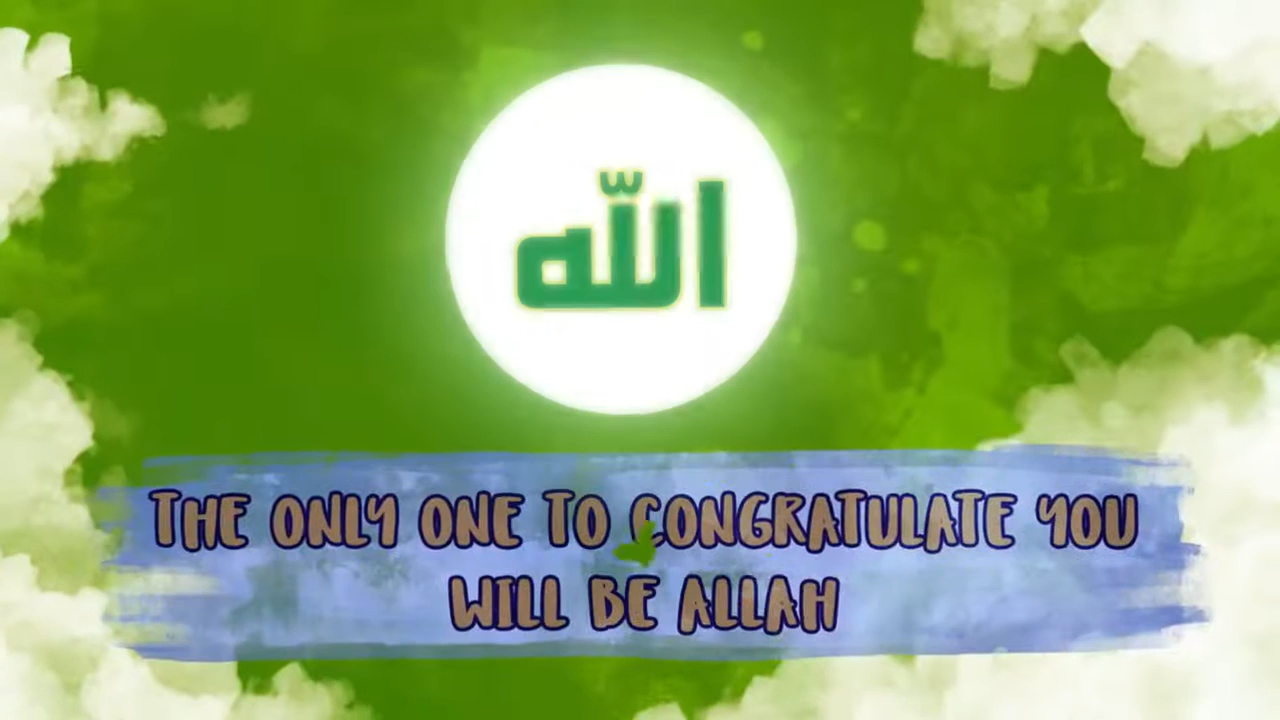 الله
THE ONLY ONE TO CONGRATULATE YOU
WILL BE ALLAH